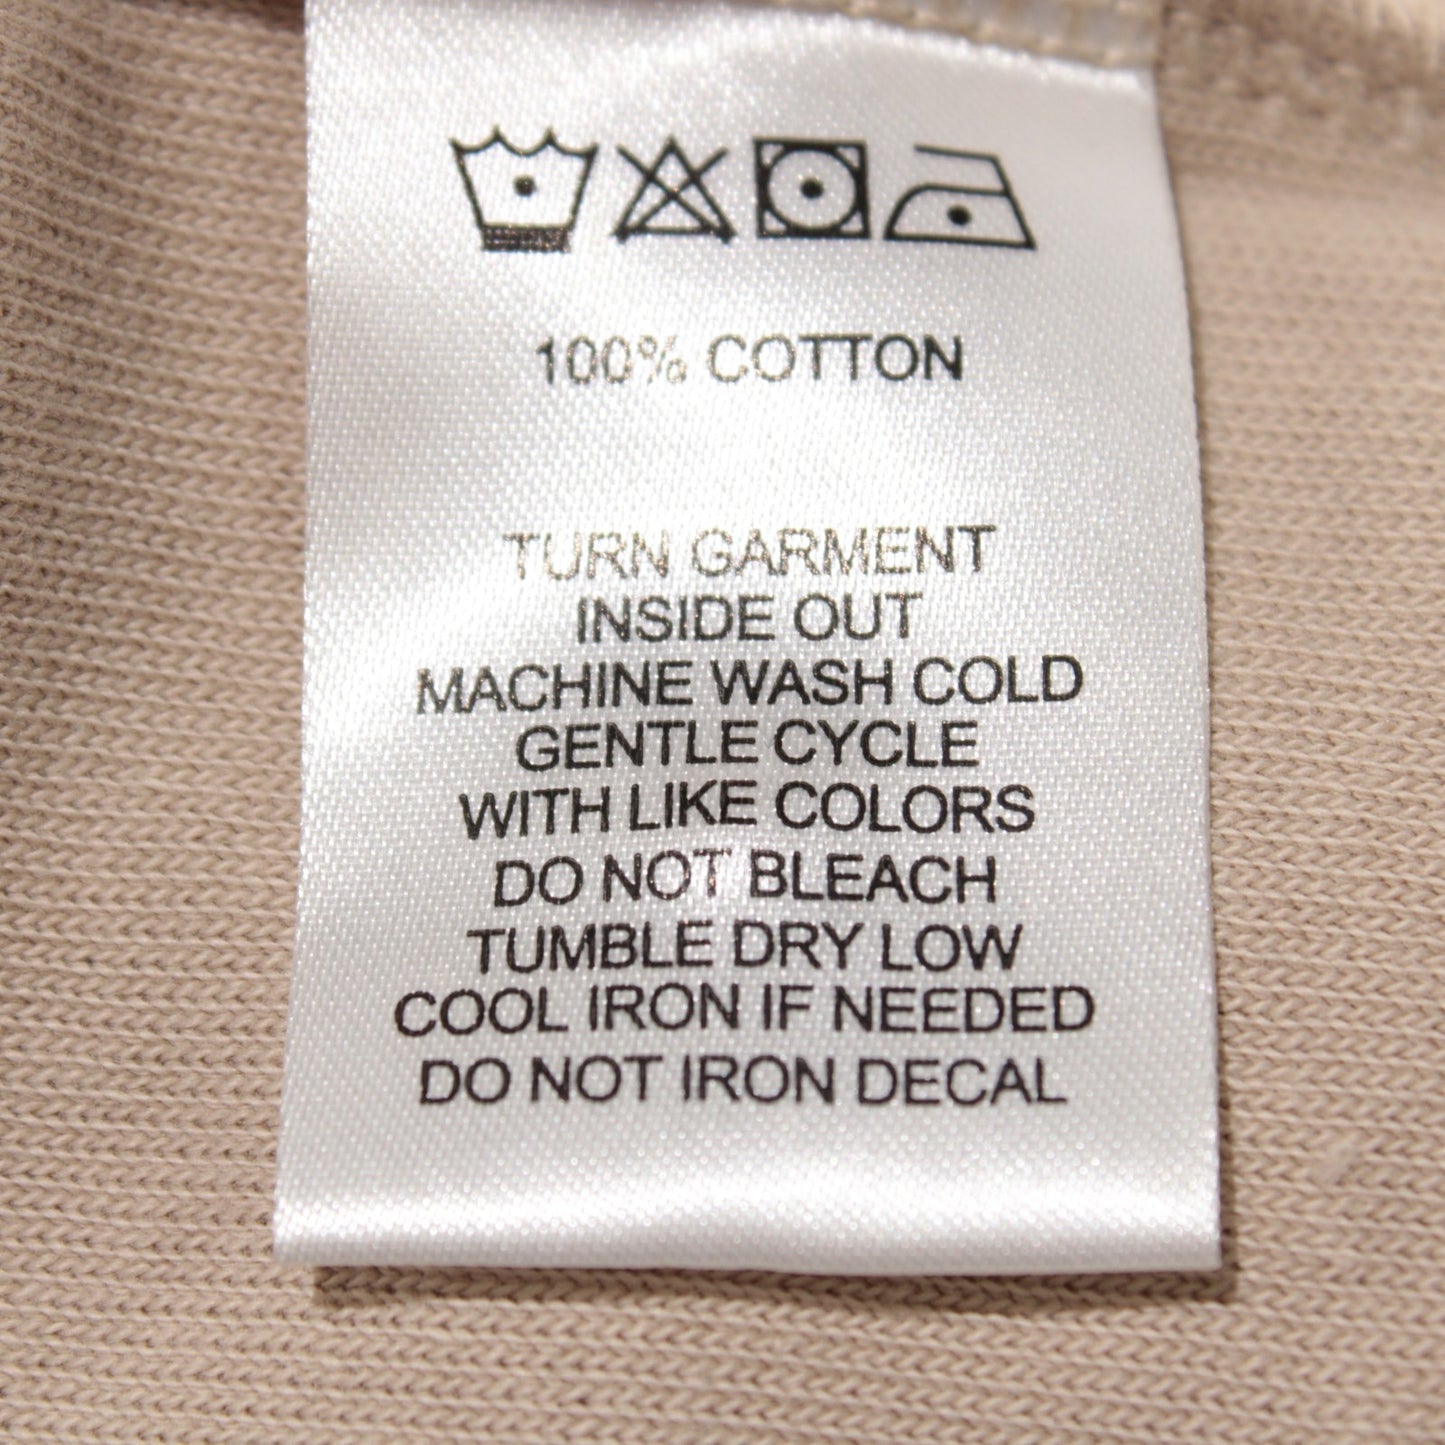 100% COTTON
TURN GARMENT
INSIDE OUT
MACHINE WASH COLD
GENTLE CYCLE
WITH LIKE COLORS
DO NOT BLEACH
TUMBLE DRY LOW
COOL IRON IF NEEDED
DO NOT IRON DECAL